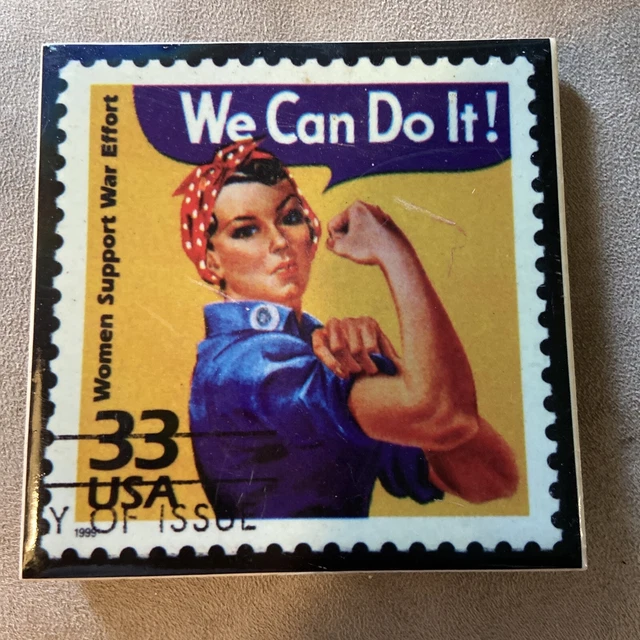 We Can Do It!
Women Support War Effort
33
USA
Y OF ISSUE
1999